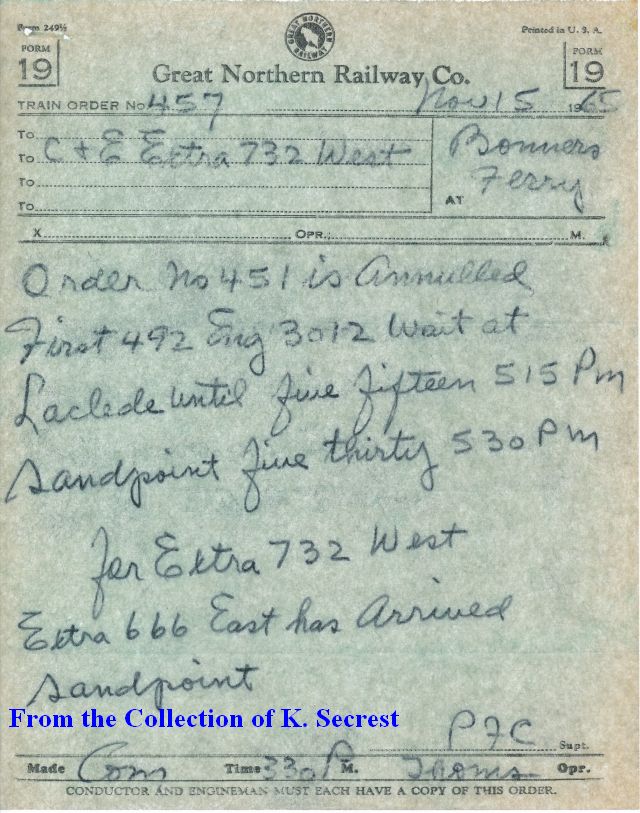 Form 249½
Printed in U. S. A.
GREAT NORTHERN RAILWAY
FORM 19
FORM 19
Great Northern Railway Co.
TRAIN ORDER No 457 Nov 15 1965
To
To C + E Extra 732 West
To
To
Bonners Ferry
AT
X OPR.; M.
Order No 451 is Annulled
First 492 Eng 3012 Wait at
Laclede until five fifteen 515 Pm
Sandpoint five thirty 530 PM
for Extra 732 West
Extra 666 East has Arrived
Sandpoint
From the Collection of K. Secrest
PFC Supt.
Made Com Time 330 P M. Thoms Opr.
CONDUCTOR AND ENGINEMAN MUST EACH HAVE A COPY OF THIS ORDER.